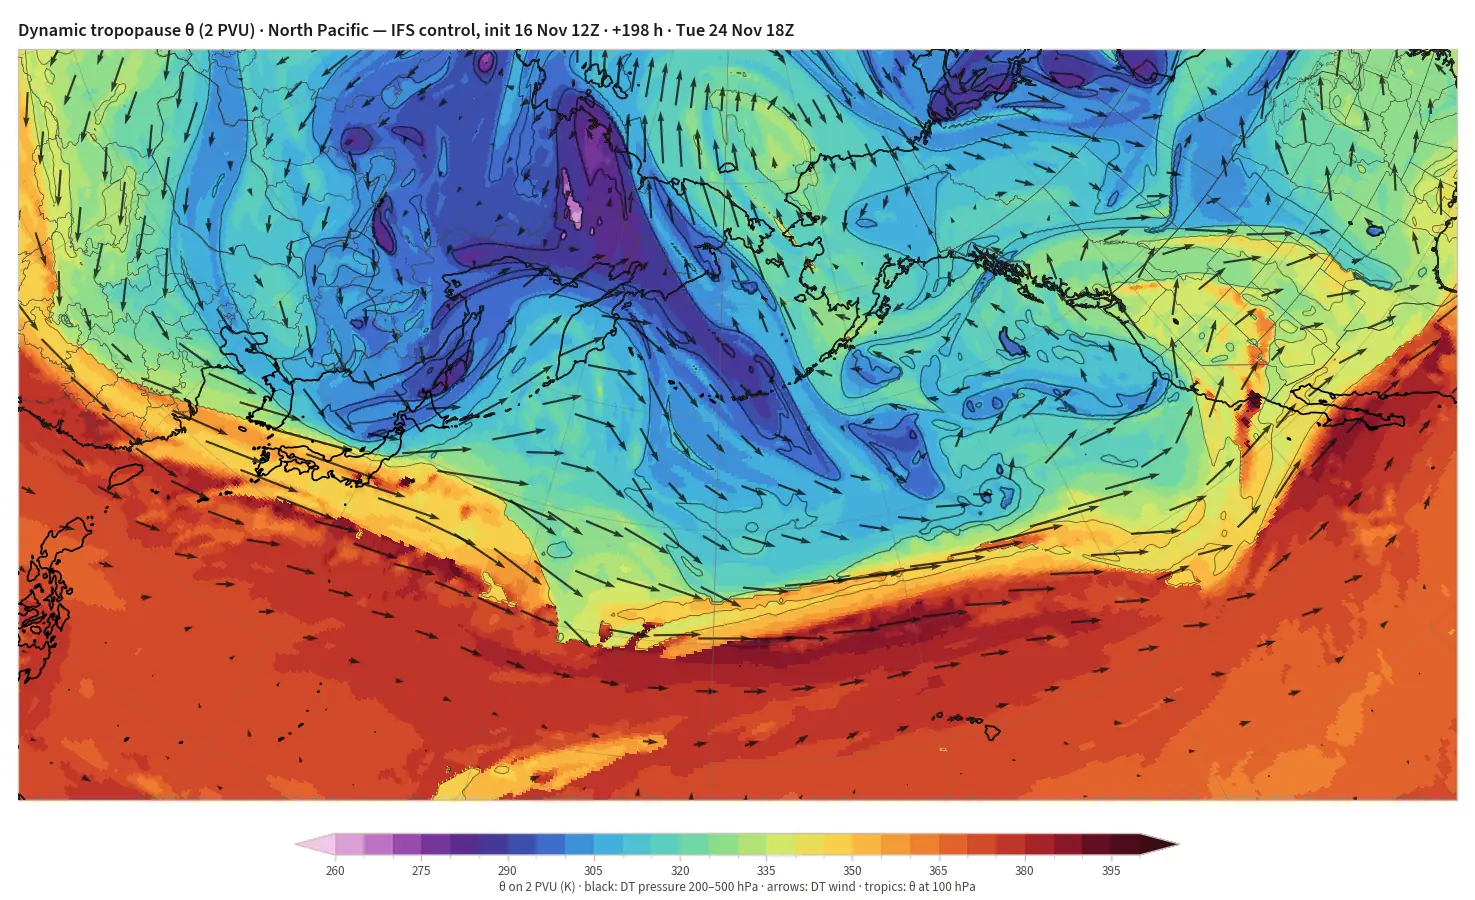 Dynamic tropopause θ (2 PVU) · North Pacific — IFS control, init 16 Nov 12Z · +198 h · Tue 24 Nov 18Z
260 275 290 305 320 335 350 365 380 395
θ on 2 PVU (K) · black: DT pressure 200–500 hPa · arrows: DT wind · tropics: θ at 100 hPa